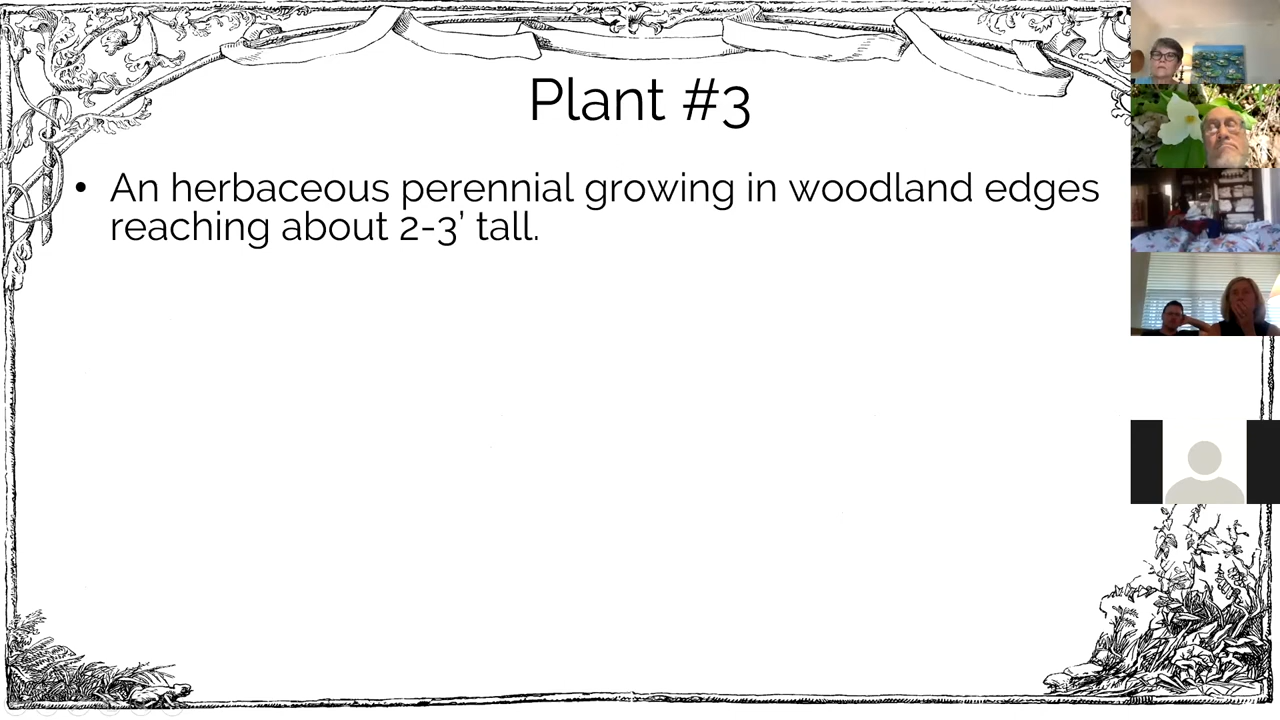 Plant #3
• An herbaceous perennial growing in woodland edges
reaching about 2-3’ tall.